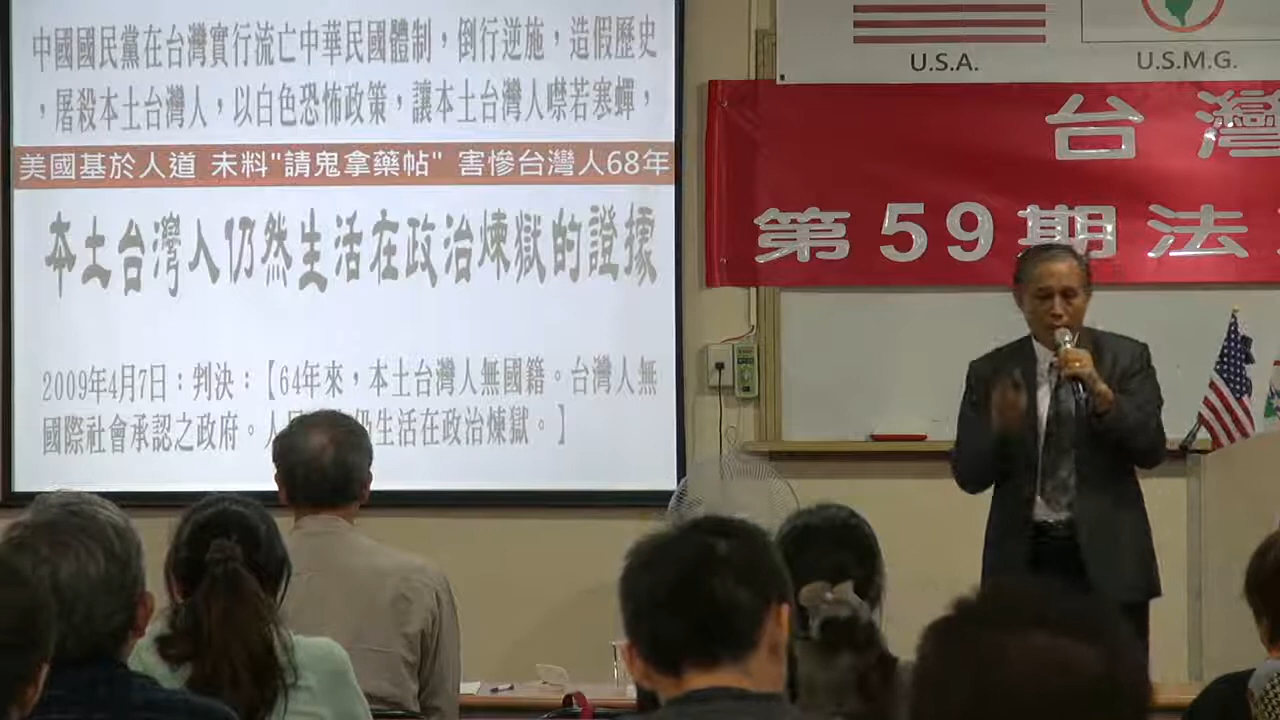 中國國民黨在台灣實行流亡中華民國體制，倒行逆施，造假歷史
，屠殺本土台灣人，以白色恐怖政策，讓本土台灣人噤若寒蟬，
美國基於人道 未料"請鬼拿藥帖" 害慘台灣人68年
本土台灣人仍然生活在政治煉獄的證據
2009年4月7日：判決：【64年來，本土台灣人無國籍。台灣人無
國際社會承認之政府。人 仍生活在政治煉獄。】
U.S.A.
U.S.M.G.
台灣
第59期法